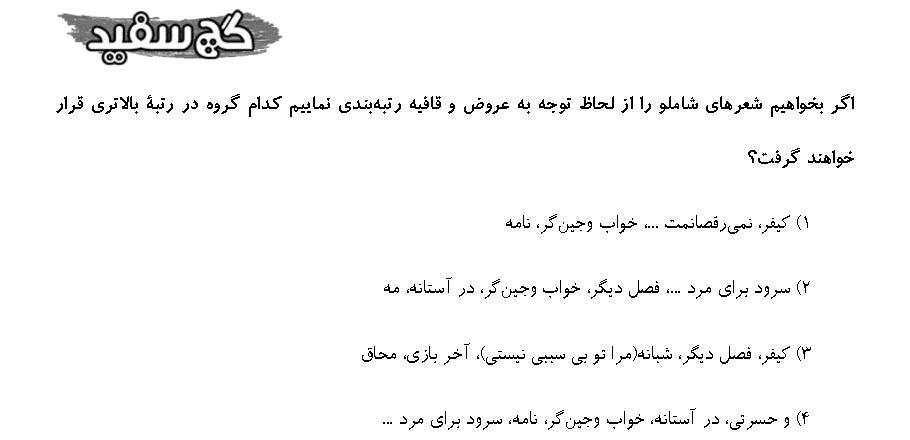 گچ سفید
اگر بخواهیم شعرهای شاملو را از لحاظ توجه به عروض و قافیه رتبه‌بندی نماییم کدام گروه در رتبۀ بالاتری قرار
خواهند گرفت؟
۱) کیفر، نمی‌رقصانمت ...، خواب وجین‌گر، نامه
۲) سرود برای مرد ...، فصل دیگر، خواب وجین‌گر، در آستانه، مه
۳) کیفر، فصل دیگر، شبانه(مرا تو بی سببی نیستی)، آخر بازی، محاق
۴) و حسرتی، در آستانه، خواب وجین‌گر، نامه، سرود برای مرد ...